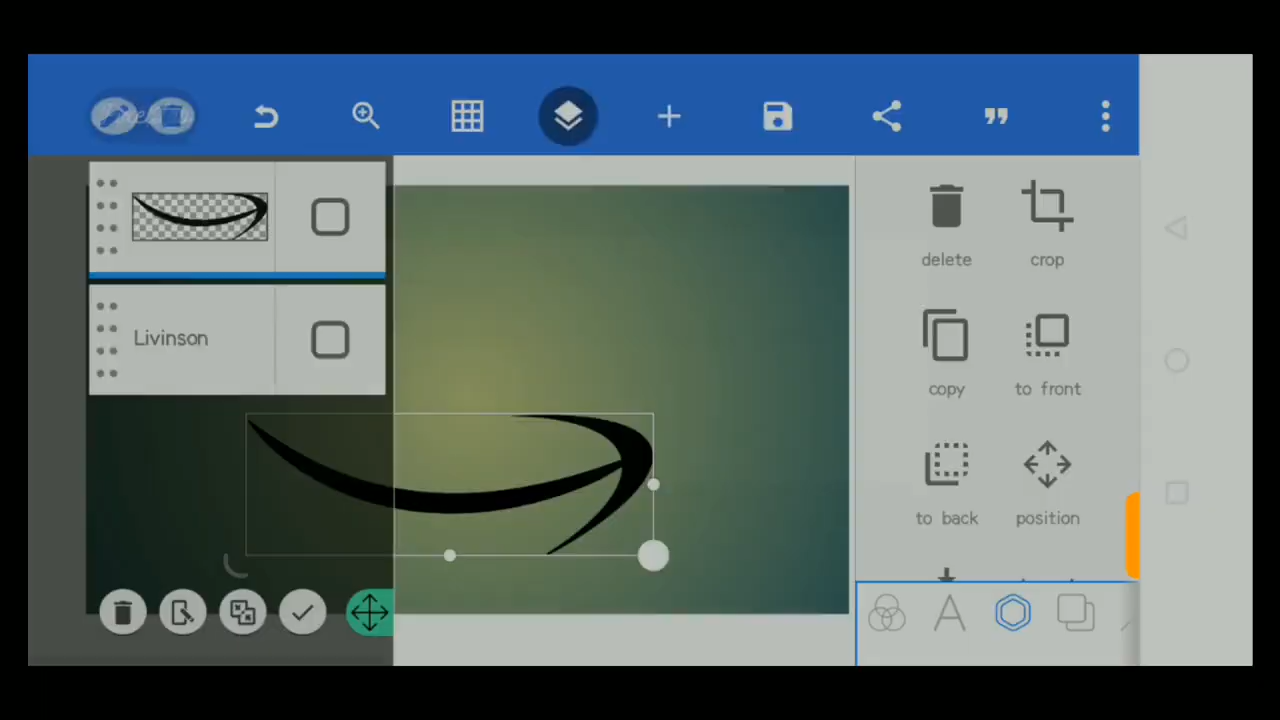 Livinson
delete
crop
copy
to front
to back
position